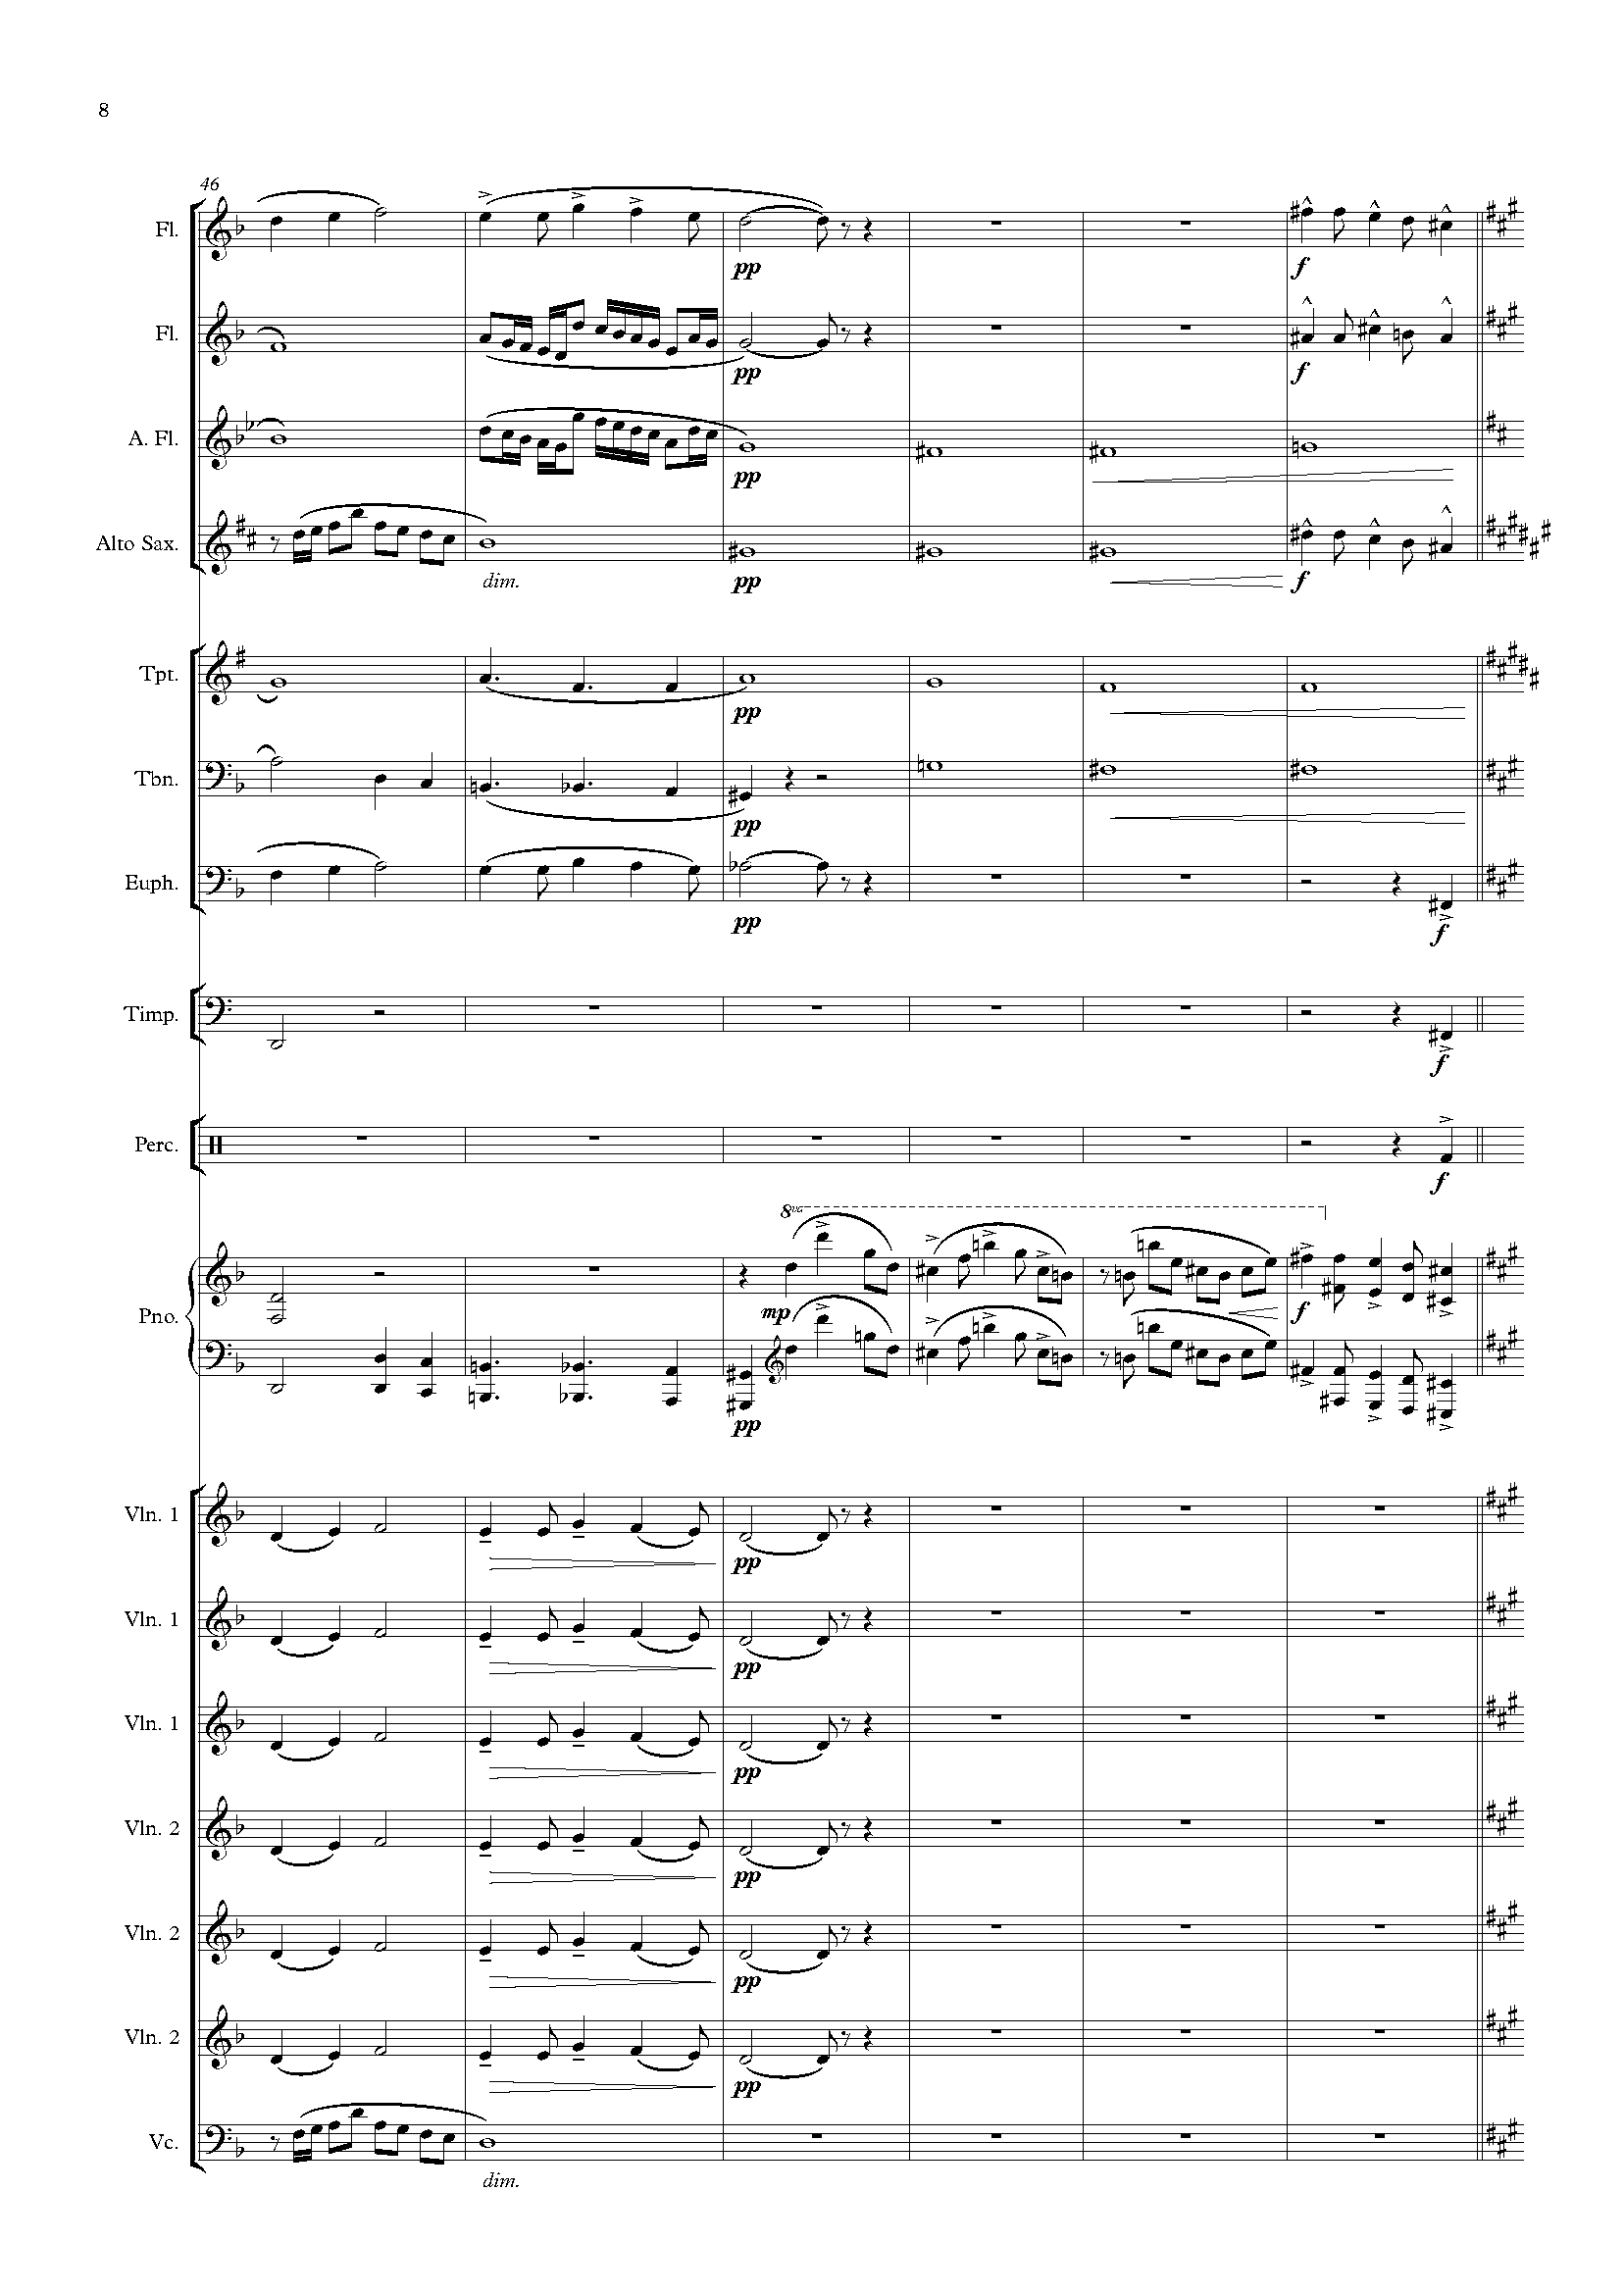 8
46
Fl.
Fl.
pp
f
A. Fl.
pp
f
Alto Sax.
pp
dim.
pp
f
Tpt.
pp
Tbn.
pp
Euph.
pp
f
Timp.
f
Perc.
f
8va
Pno.
mp
f
pp
Vln. 1
pp
Vln. 1
pp
Vln. 1
pp
Vln. 2
pp
Vln. 2
pp
Vln. 2
pp
Vc.
dim.